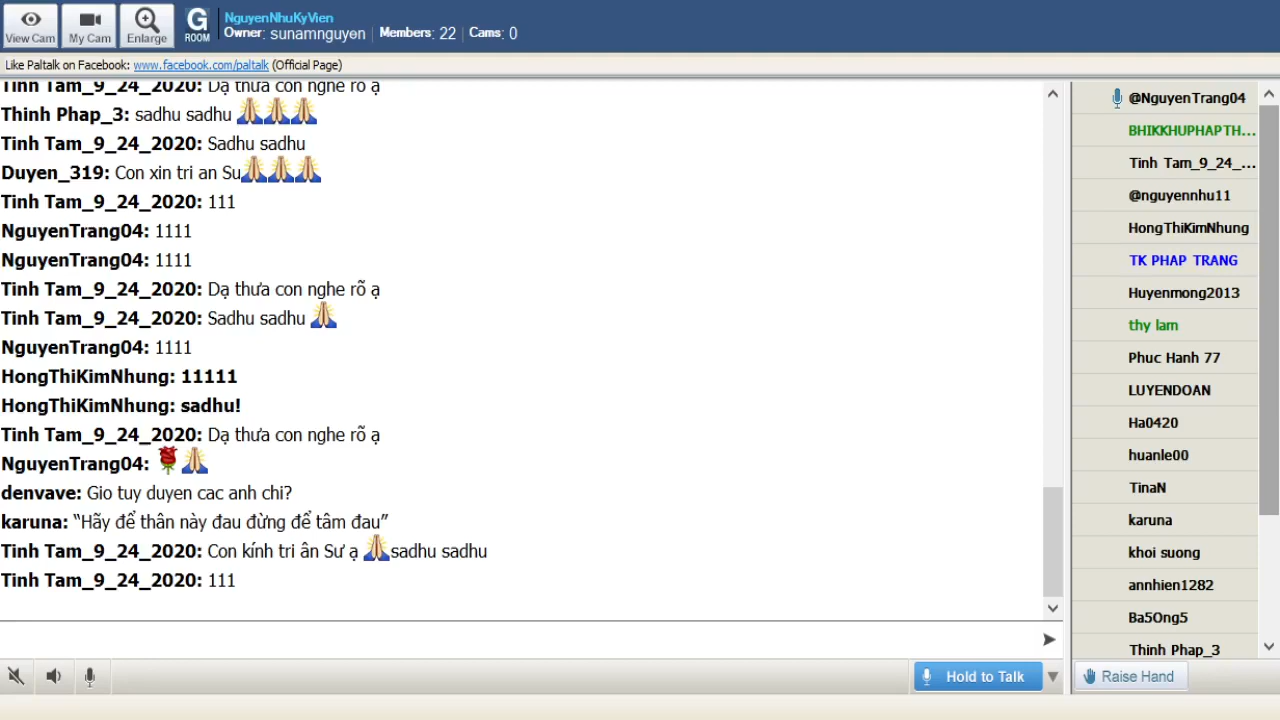 View Cam
My Cam
Enlarge
G
ROOM
NguyenNhuKyVien
Owner: sunamnguyen | Members: 22 | Cams: 0
Like Paltalk on Facebook: www.facebook.com/paltalk (Official Page)
Tinh Tam_9_24_2020: Dạ thưa con nghe rõ ạ
Thinh Phap_3: sadhu sadhu
Tinh Tam_9_24_2020: Sadhu sadhu
Duyen_319: Con xin tri an Su
Tinh Tam_9_24_2020: 111
NguyenTrang04: 1111
NguyenTrang04: 1111
Tinh Tam_9_24_2020: Dạ thưa con nghe rõ ạ
Tinh Tam_9_24_2020: Sadhu sadhu
NguyenTrang04: 1111
HongThiKimNhung: 11111
HongThiKimNhung: sadhu!
Tinh Tam_9_24_2020: Dạ thưa con nghe rõ ạ
NguyenTrang04:
denvave: Gio tuy duyen cac anh chi?
karuna: “Hãy để thân này đau đừng để tâm đau”
Tinh Tam_9_24_2020: Con kính tri ân Sư ạ sadhu sadhu
Tinh Tam_9_24_2020: 111
@NguyenTrang04
BHIKKHUPHAPTH...
Tinh Tam_9_24_...
@nguyennhu11
HongThiKimNhung
TK PHAP TRANG
Huyenmong2013
thy lam
Phuc Hanh 77
LUYENDOAN
Ha0420
huanle00
TinaN
karuna
khoi suong
annhien1282
Ba5Ong5
Thinh Phap_3
Hold to Talk
Raise Hand